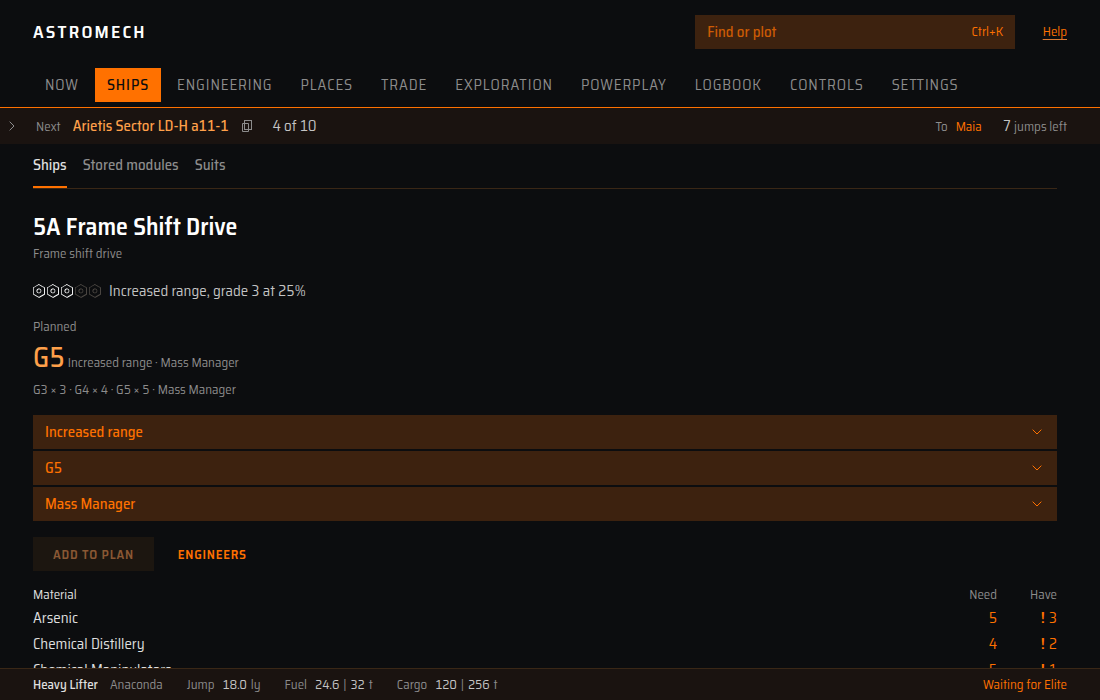 ASTROMECH
Find or plot Ctrl+K Help
NOW SHIPS ENGINEERING PLACES TRADE EXPLORATION POWERPLAY LOGBOOK CONTROLS SETTINGS
Next Arietis Sector LD-H a11-1 4 of 10 To Maia 7 jumps left
Ships Stored modules Suits
5A Frame Shift Drive
Frame shift drive
Increased range, grade 3 at 25%
Planned
G5 Increased range · Mass Manager
G3 × 3 · G4 × 4 · G5 × 5 · Mass Manager
Increased range
G5
Mass Manager
ADD TO PLAN ENGINEERS
Material Need Have
Arsenic 5 ! 3
Chemical Distillery 4 ! 2
Chemical Manipulators 5 ! 1
Heavy Lifter Anaconda Jump 18.0 ly Fuel 24.6 | 32 t Cargo 120 | 256 t Waiting for Elite